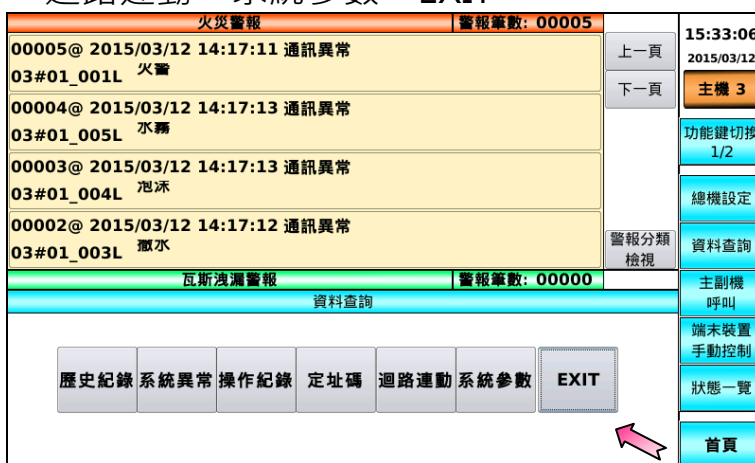 火災警報 警報筆數: 00005
00005@ 2015/03/12 14:17:11 通訊異常
03#01_001L 火警
00004@ 2015/03/12 14:17:13 通訊異常
03#01_005L 水霧
00003@ 2015/03/12 14:17:13 通訊異常
03#01_004L 泡沫
00002@ 2015/03/12 14:17:12 通訊異常
03#01_003L 撒水
上一頁
下一頁
警報分類
檢視
瓦斯洩漏警報 警報筆數: 00000
資料查詢
歷史紀錄 系統異常 操作紀錄 定址碼 迴路連動 系統參數 EXIT
15:33:06
2015/03/12
主機 3
功能鍵切換
1/2
總機設定
資料查詢
主副機
呼叫
端末裝置
手動控制
狀態一覽
首頁